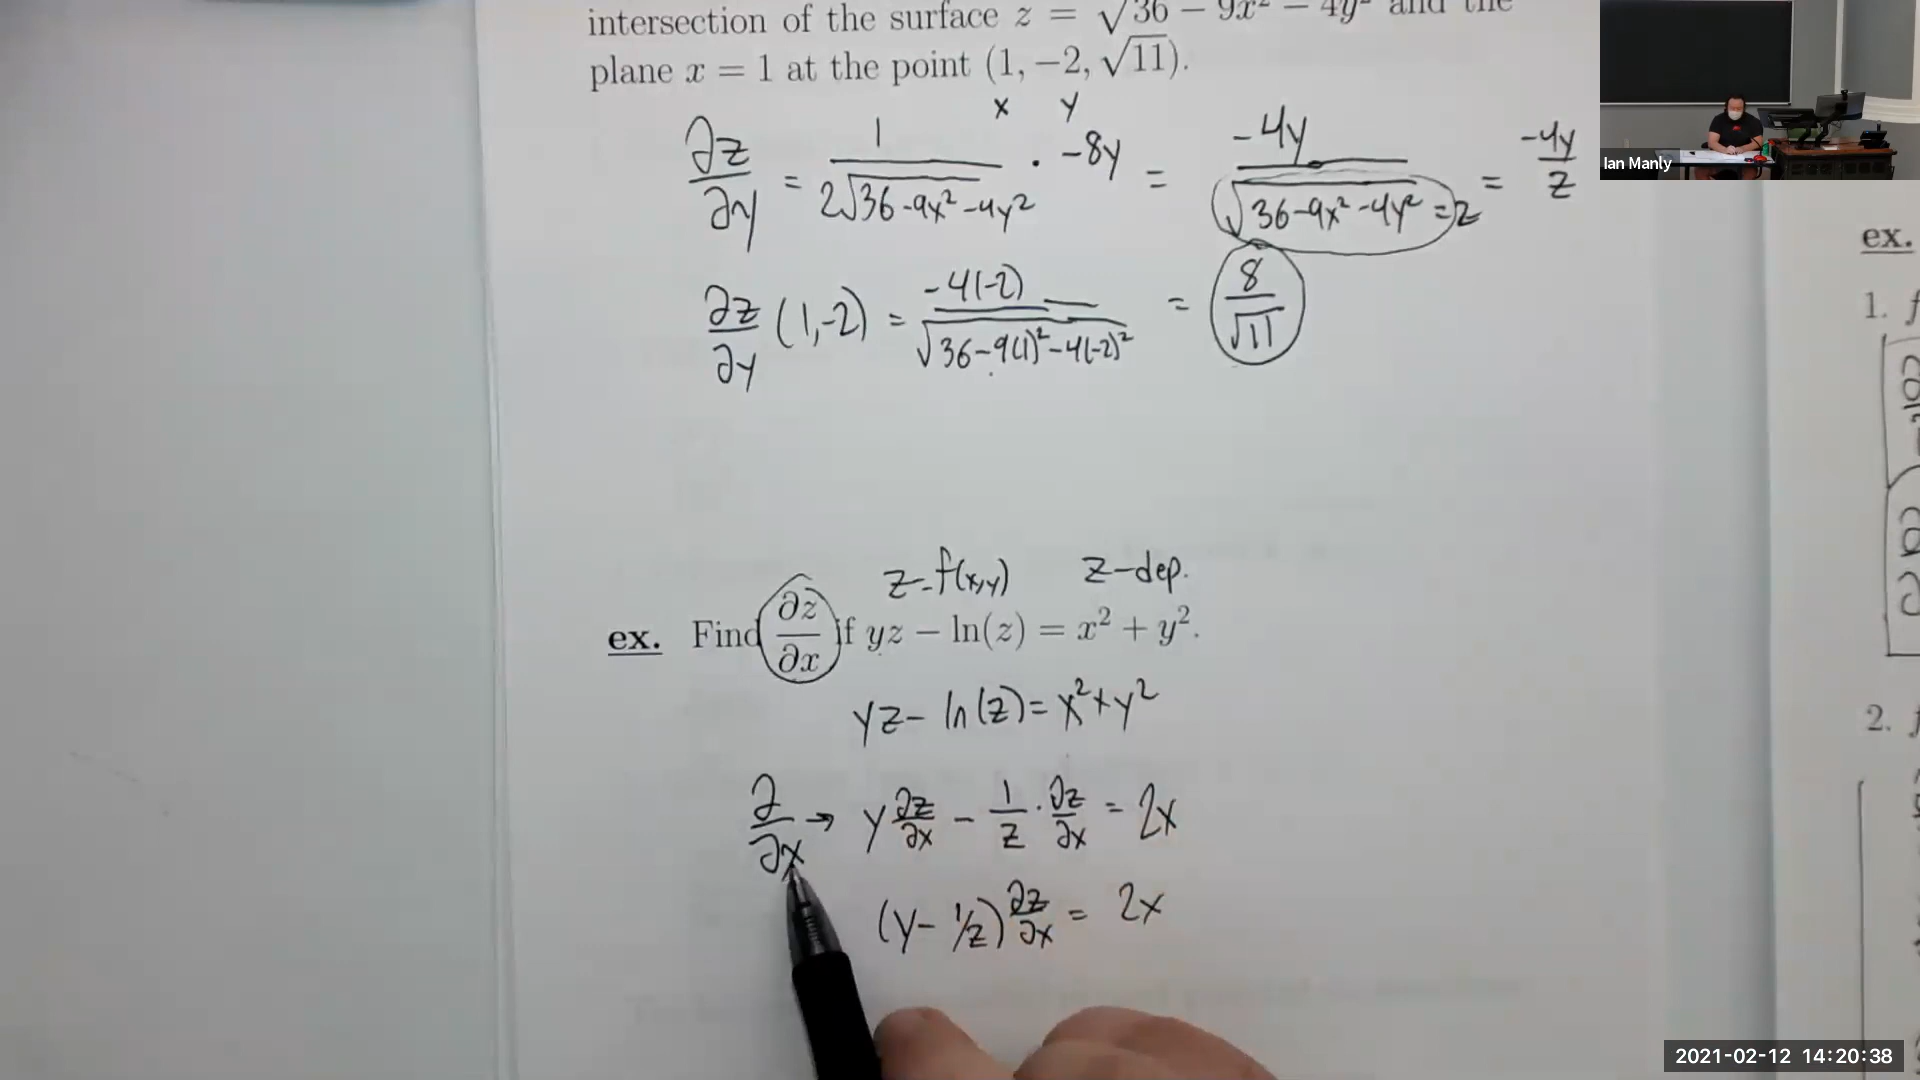 intersection of the surface z = √36 − 9x² − 4y² and the
plane x = 1 at the point (1, −2, √11).
x y
∂z/∂y = 1/(2√36-9x²-4y²) · -8y = -4y/(√36-9x²-4y² = z) = -4y/z
∂z/∂y (1,-2) = -4(-2)/√36-9(1)²-4(-2)² = 8/√11
z=f(x,y) z-dep.
ex. Find ∂z/∂x if yz − ln(z) = x² + y².
yz - ln(z) = x²+y²
∂/∂x → y ∂z/∂x - 1/z · ∂z/∂x = 2x
(y - 1/z) ∂z/∂x = 2x
Ian Manly
ex.
1. f
2. f
2021-02-12 14:20:38